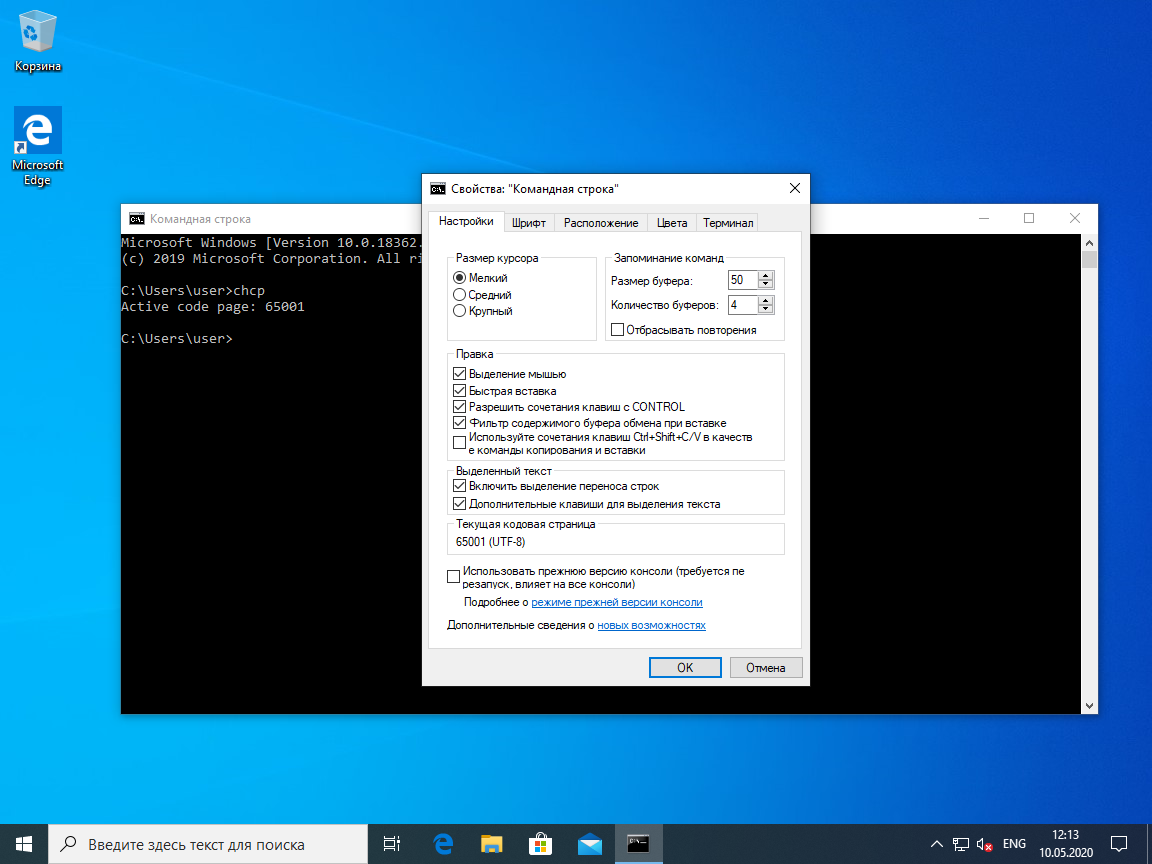 Корзина
Microsoft
Edge
Командная строка
Microsoft Windows [Version 10.0.18362.
(c) 2019 Microsoft Corporation. All ri
C:\Users\user>chcp
Active code page: 65001
C:\Users\user>
Свойства: "Командная строка"
Настройки
Шрифт
Расположение
Цвета
Терминал
Размер курсора
Мелкий
Средний
Крупный
Запоминание команд
Размер буфера:
50
Количество буферов:
4
Отбрасывать повторения
Правка
Выделение мышью
Быстрая вставка
Разрешить сочетания клавиш с CONTROL
Фильтр содержимого буфера обмена при вставке
Используйте сочетания клавиш Ctrl+Shift+C/V в качеств
е команды копирования и вставки
Выделенный текст
Включить выделение переноса строк
Дополнительные клавиши для выделения текста
Текущая кодовая страница
65001 (UTF-8)
Использовать прежнюю версию консоли (требуется пе
резапуск, влияет на все консоли)
Подробнее о режиме прежней версии консоли
Дополнительные сведения о новых возможностях
OK
Отмена
Введите здесь текст для поиска
ENG
12:13
10.05.2020